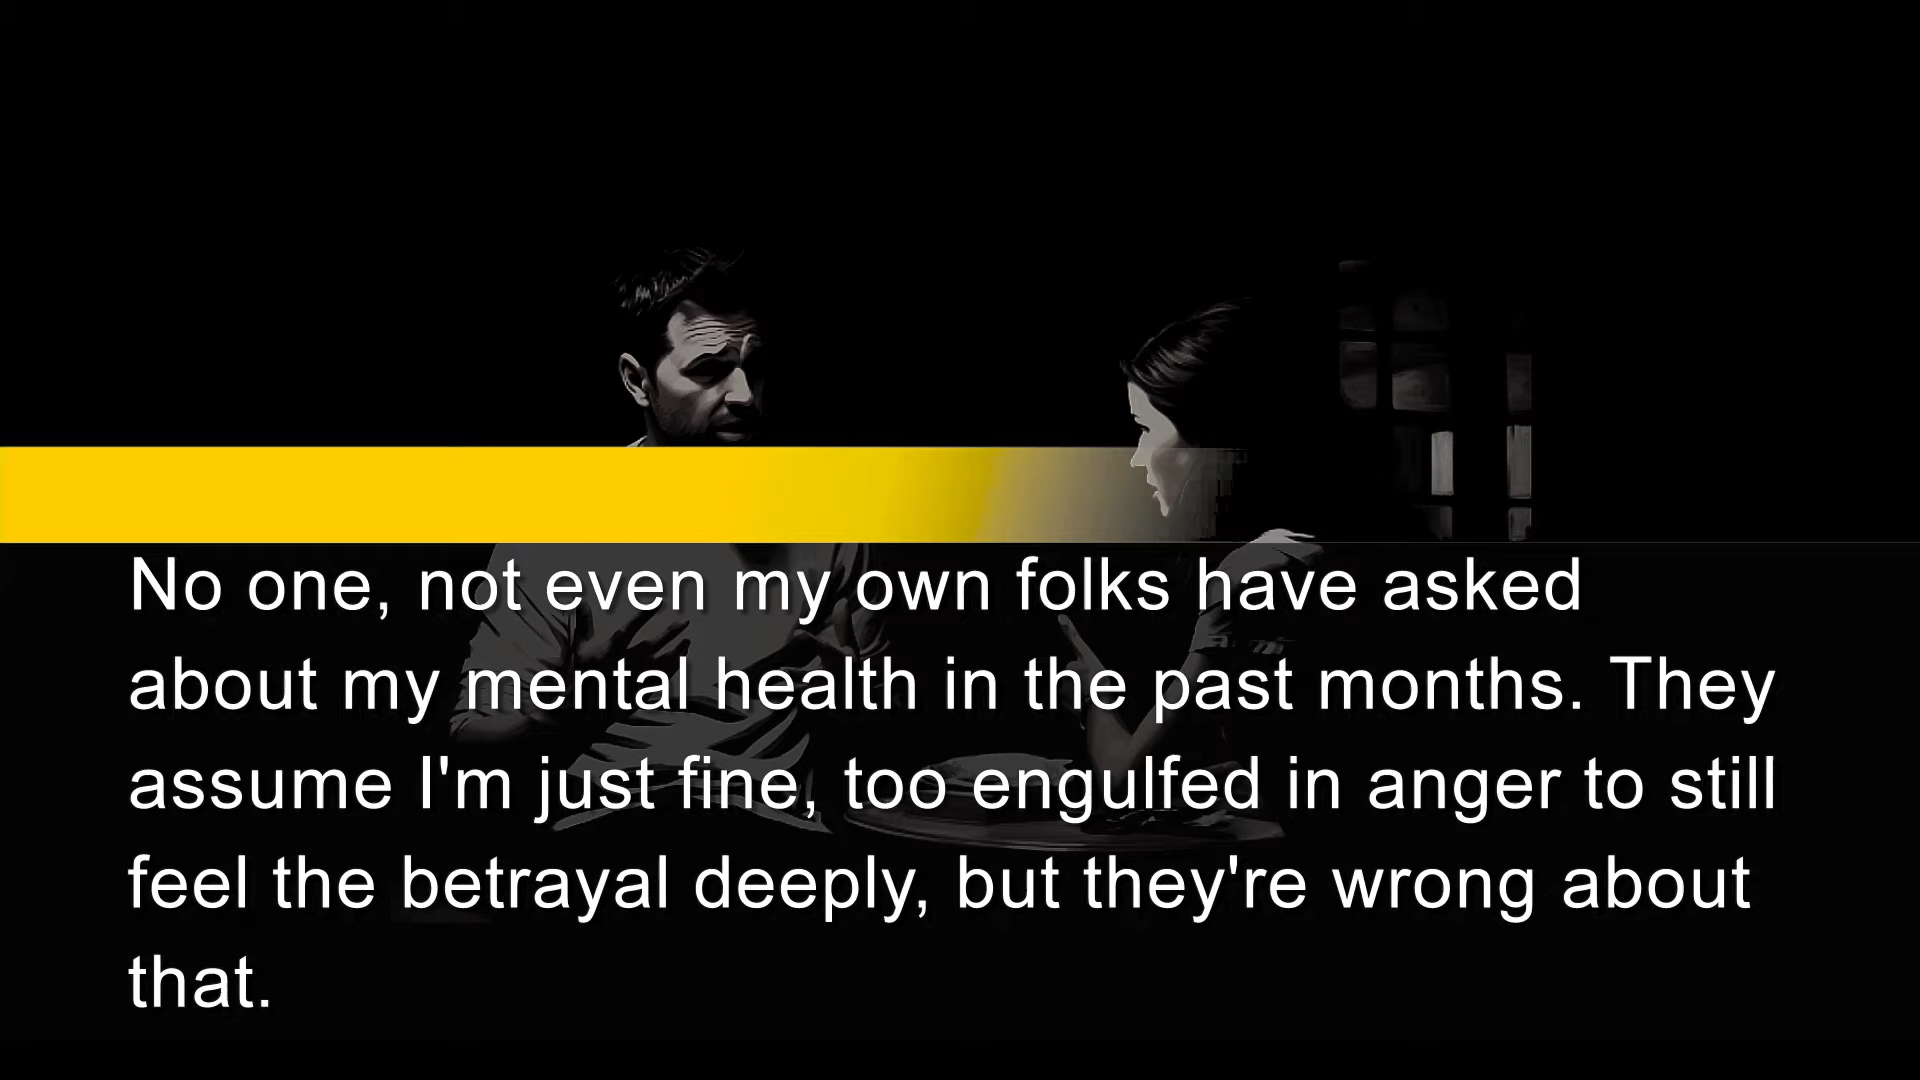 No one, not even my own folks have asked
about my mental health in the past months. They
assume I'm just fine, too engulfed in anger to still
feel the betrayal deeply, but they're wrong about
that.